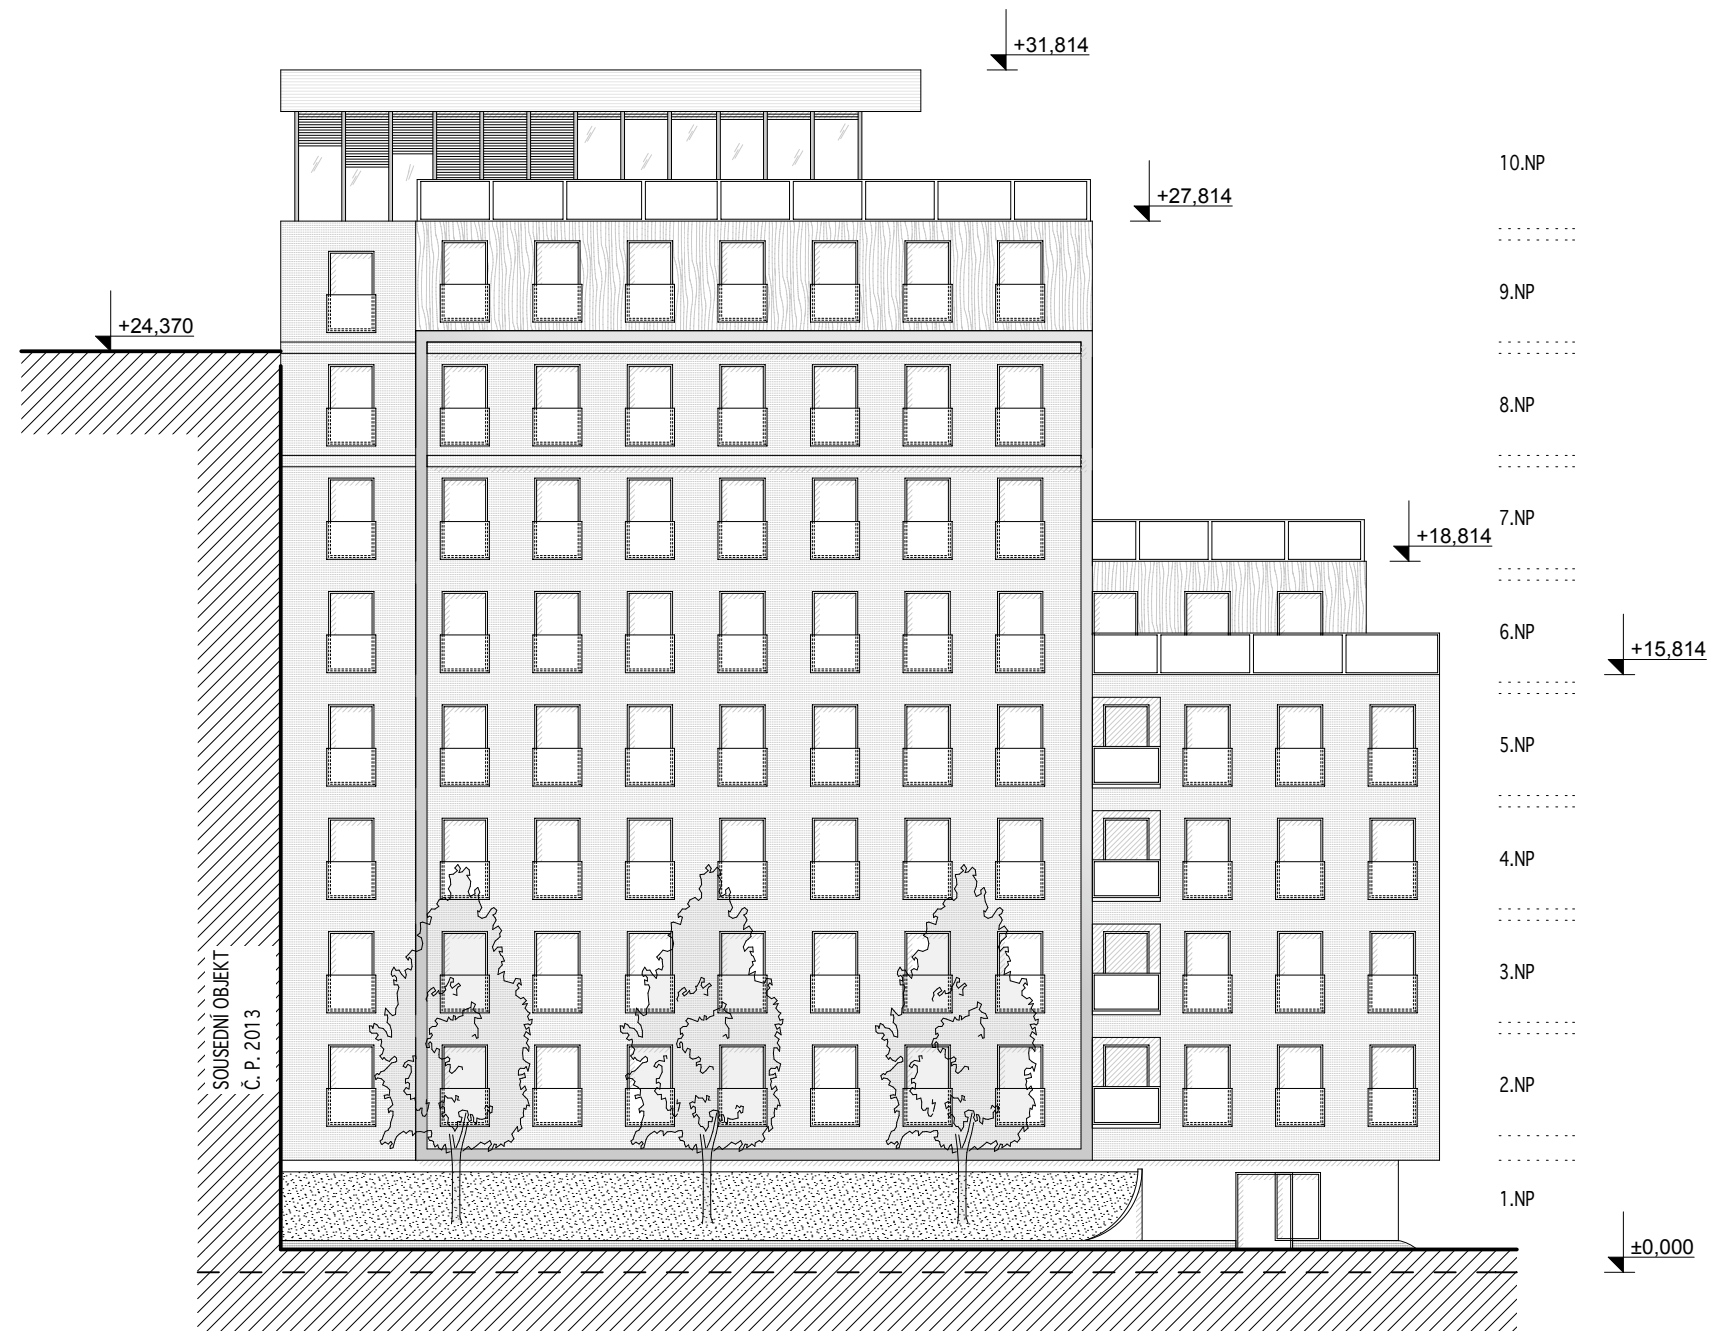 +31,814
10.NP
+27,814
9.NP
+24,370
8.NP
7.NP
+18,814
6.NP
+15,814
5.NP
4.NP
3.NP
SOUSEDNÍ OBJEKT
Č. P. 2013
2.NP
1.NP
±0,000